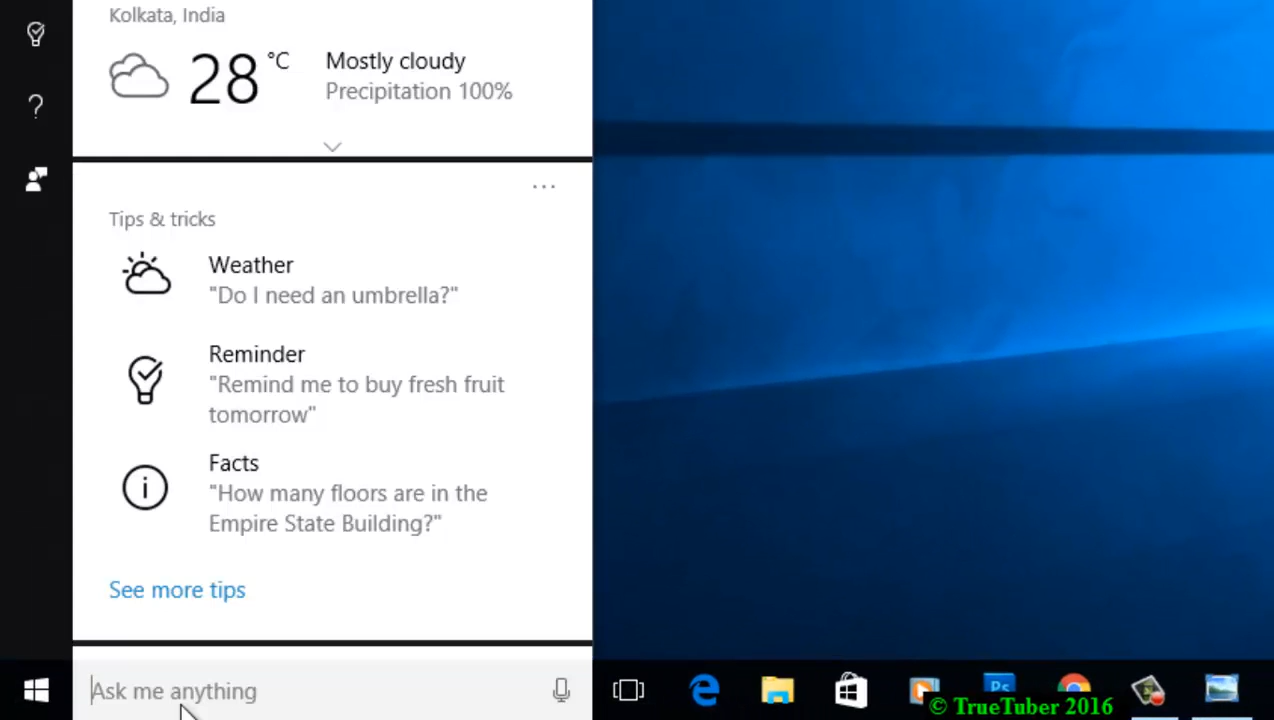 Kolkata, India
28 °C
Mostly cloudy
Precipitation 100%
...
Tips & tricks
Weather
"Do I need an umbrella?"
Reminder
"Remind me to buy fresh fruit
tomorrow"
Facts
"How many floors are in the
Empire State Building?"
See more tips
Ask me anything
Ps
© TrueTuber 2016